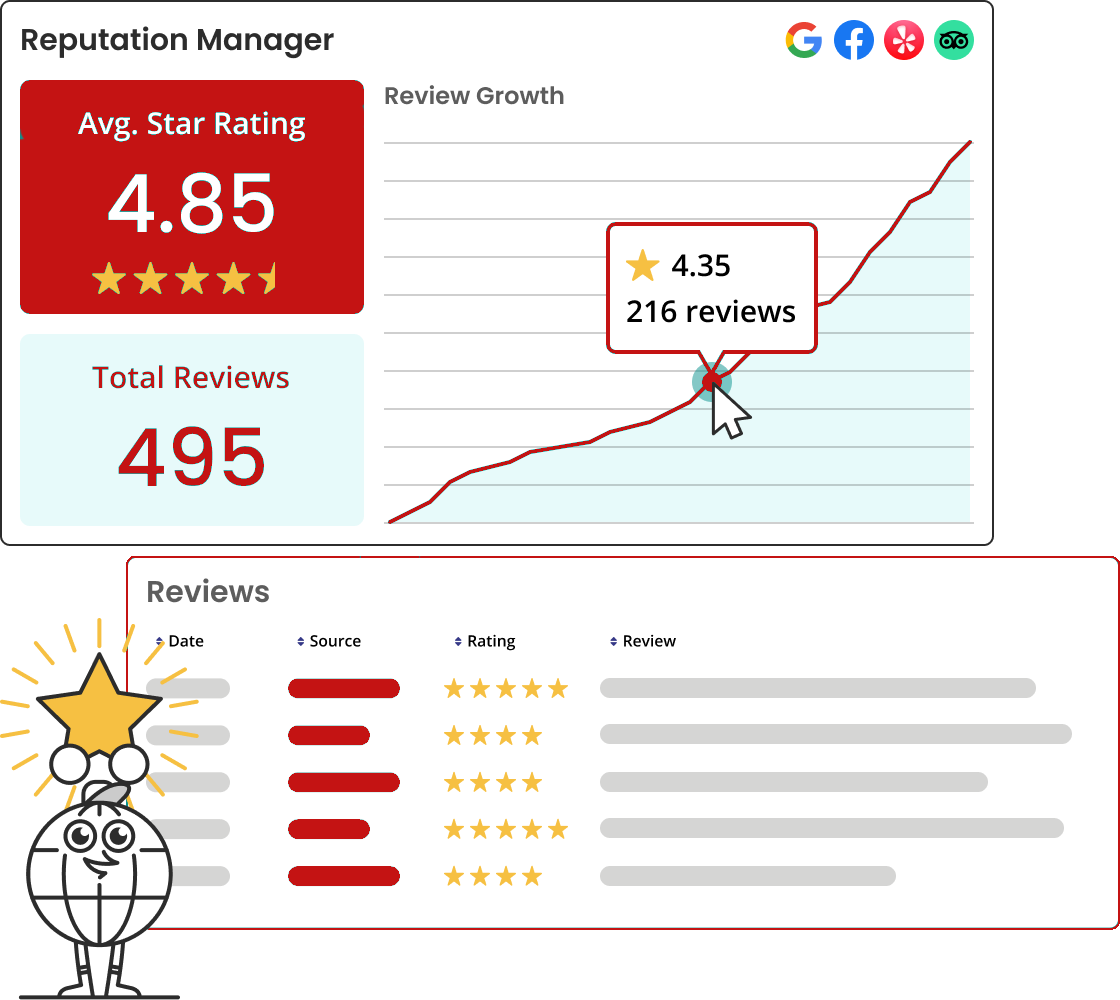 Reputation Manager
Avg. Star Rating
4.85
Total Reviews
495
Review Growth
4.35
216 reviews
Reviews
Date Source Rating Review